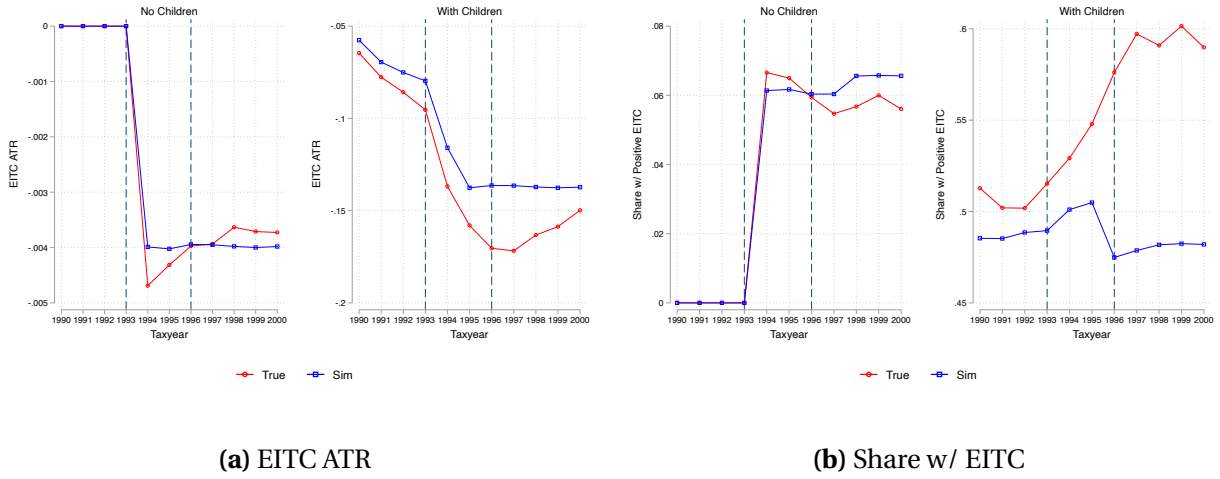 No Children
With Children
0
-.001
-.002
-.003
-.004
-.005
EITC ATR
1990 1991 1992 1993 1994 1995 1996 1997 1998 1999 2000
Taxyear
-.05
-.1
-.15
-.2
EITC ATR
1990 1991 1992 1993 1994 1995 1996 1997 1998 1999 2000
Taxyear
True
Sim
(a) EITC ATR
No Children
With Children
.08
.06
.04
.02
0
Share w/ Positive EITC
1990 1991 1992 1993 1994 1995 1996 1997 1998 1999 2000
Taxyear
.6
.55
.5
.45
Share w/ Positive EITC
1990 1991 1992 1993 1994 1995 1996 1997 1998 1999 2000
Taxyear
True
Sim
(b) Share w/ EITC